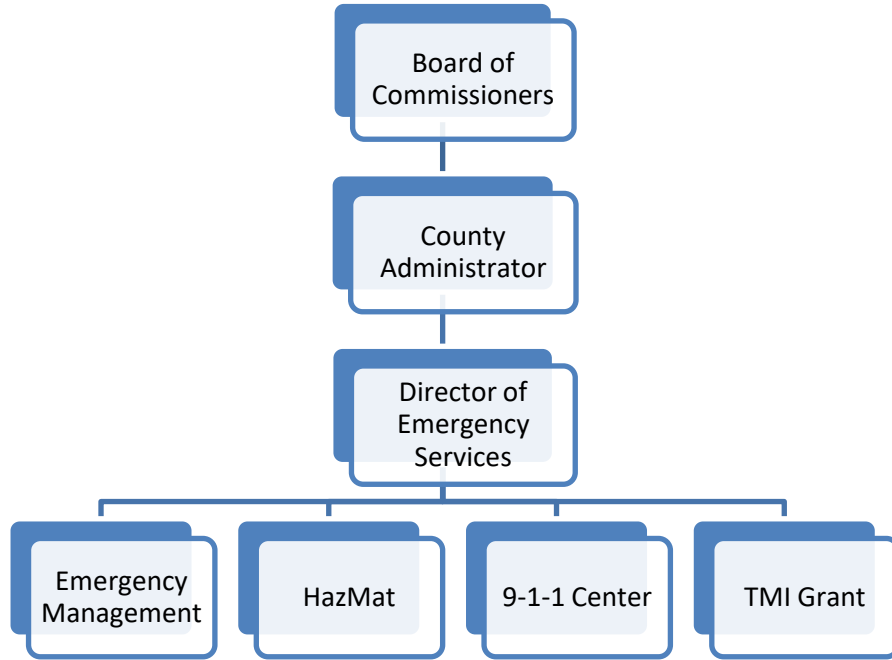 Board of
Commissioners
County
Administrator
Director of
Emergency
Services
Emergency
Management
HazMat
9-1-1 Center
TMI Grant